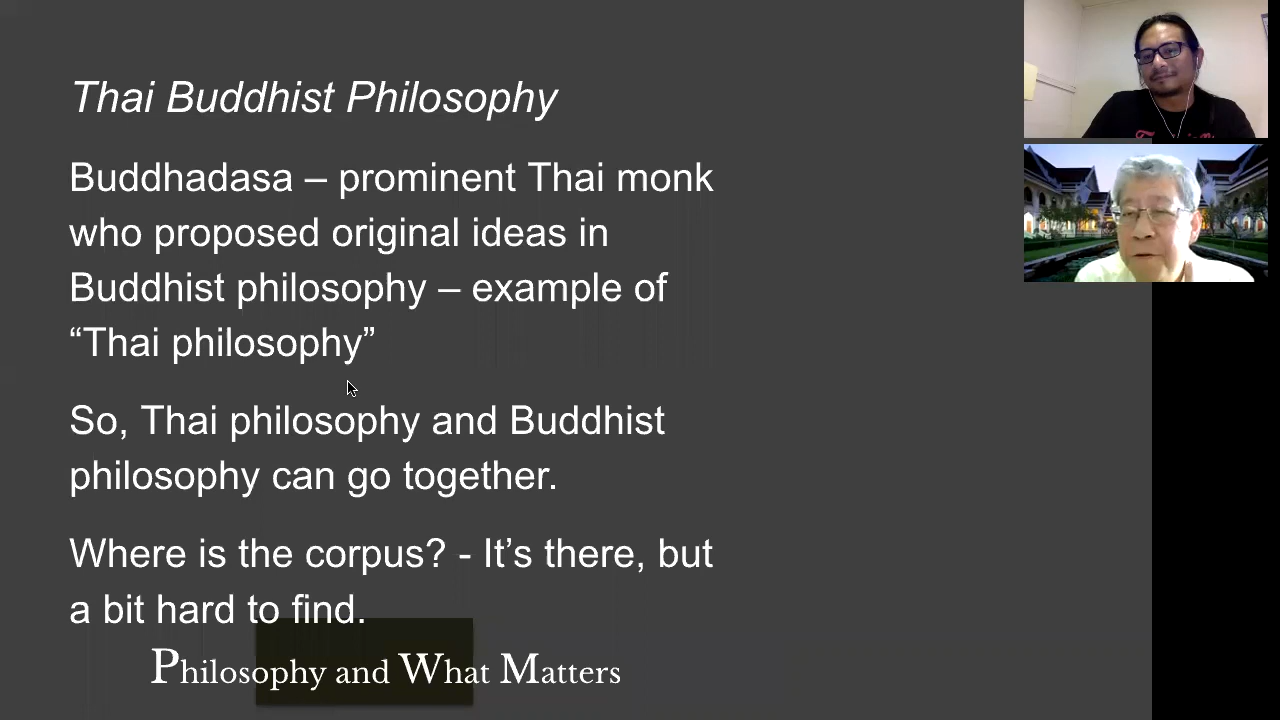 Thai Buddhist Philosophy
Buddhadasa – prominent Thai monk
who proposed original ideas in
Buddhist philosophy – example of
“Thai philosophy”
So, Thai philosophy and Buddhist
philosophy can go together.
Where is the corpus? - It’s there, but
a bit hard to find.
Philosophy and What Matters